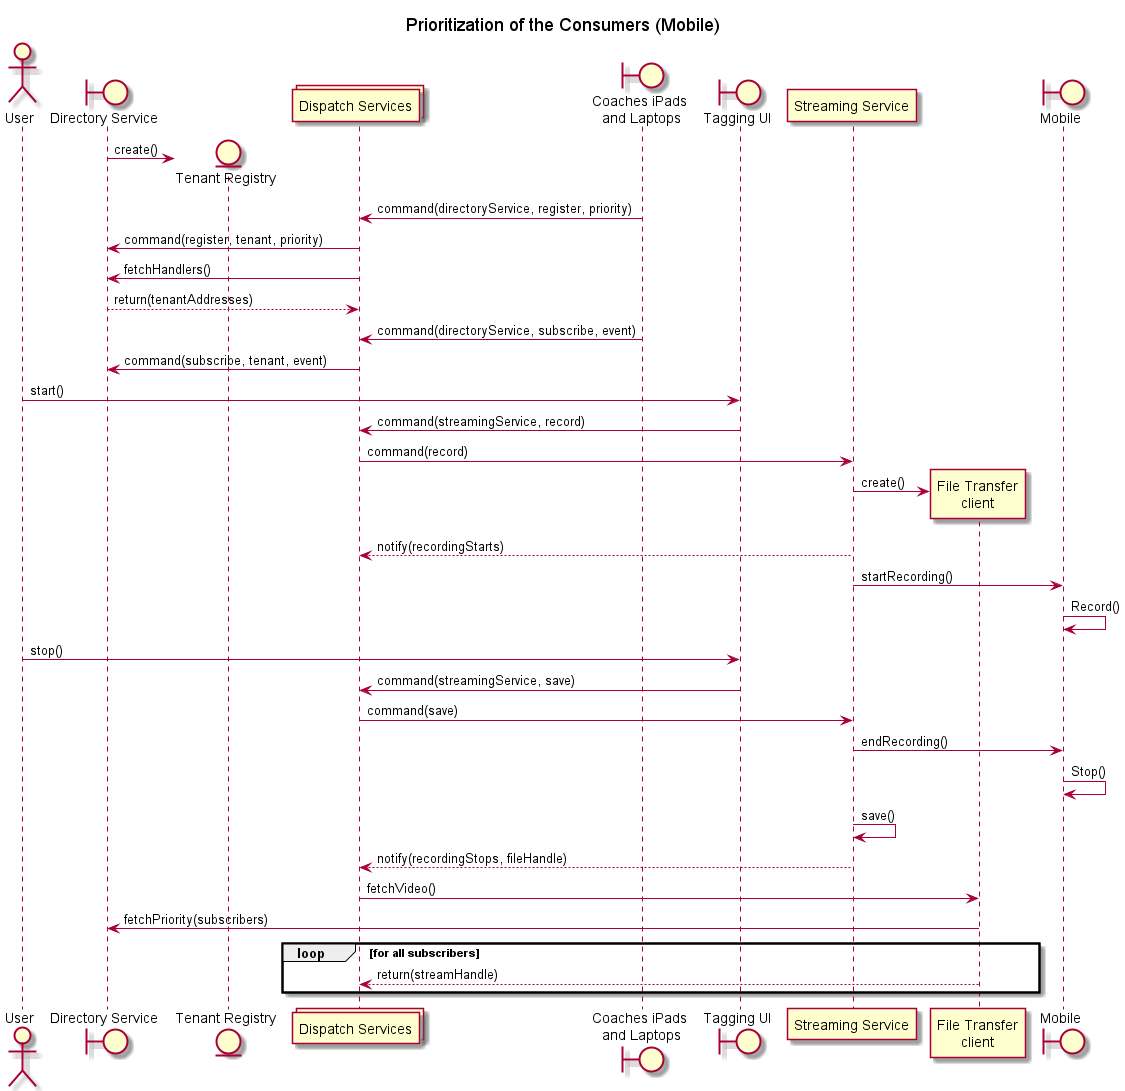 Prioritization of the Consumers (Mobile)
User
Directory Service
Dispatch Services
Coaches iPads
and Laptops
Tagging UI
Streaming Service
Mobile
create()
Tenant Registry
command(directoryService, register, priority)
command(register, tenant, priority)
fetchHandlers()
return(tenantAddresses)
command(directoryService, subscribe, event)
command(subscribe, tenant, event)
start()
command(streamingService, record)
command(record)
create()
File Transfer
client
notify(recordingStarts)
startRecording()
Record()
stop()
command(streamingService, save)
command(save)
endRecording()
Stop()
save()
notify(recordingStops, fileHandle)
fetchVideo()
fetchPriority(subscribers)
loop
[for all subscribers]
return(streamHandle)
User
Directory Service
Tenant Registry
Dispatch Services
Coaches iPads
and Laptops
Tagging UI
Streaming Service
File Transfer
client
Mobile